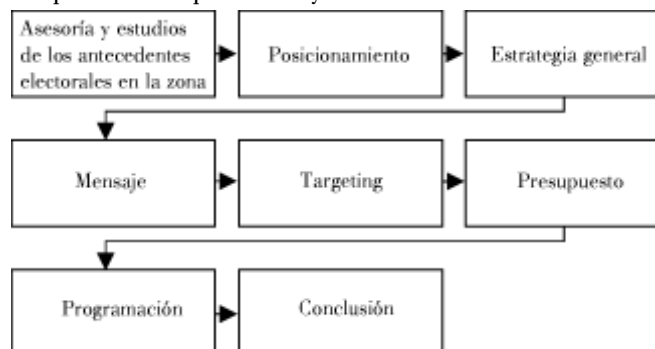 Asesoría y estudios
de los antecedentes
electorales en la zona
Posicionamiento
Estrategia general
Mensaje
Targeting
Presupuesto
Programación
Conclusión